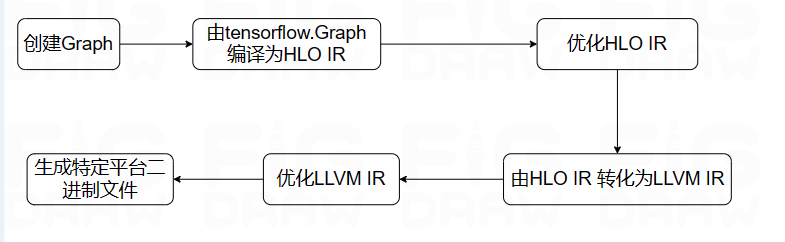 创建Graph
由tensorflow.Graph
编译为HLO IR
优化HLO IR
由HLO IR 转化为LLVM IR
优化LLVM IR
生成特定平台二
进制文件